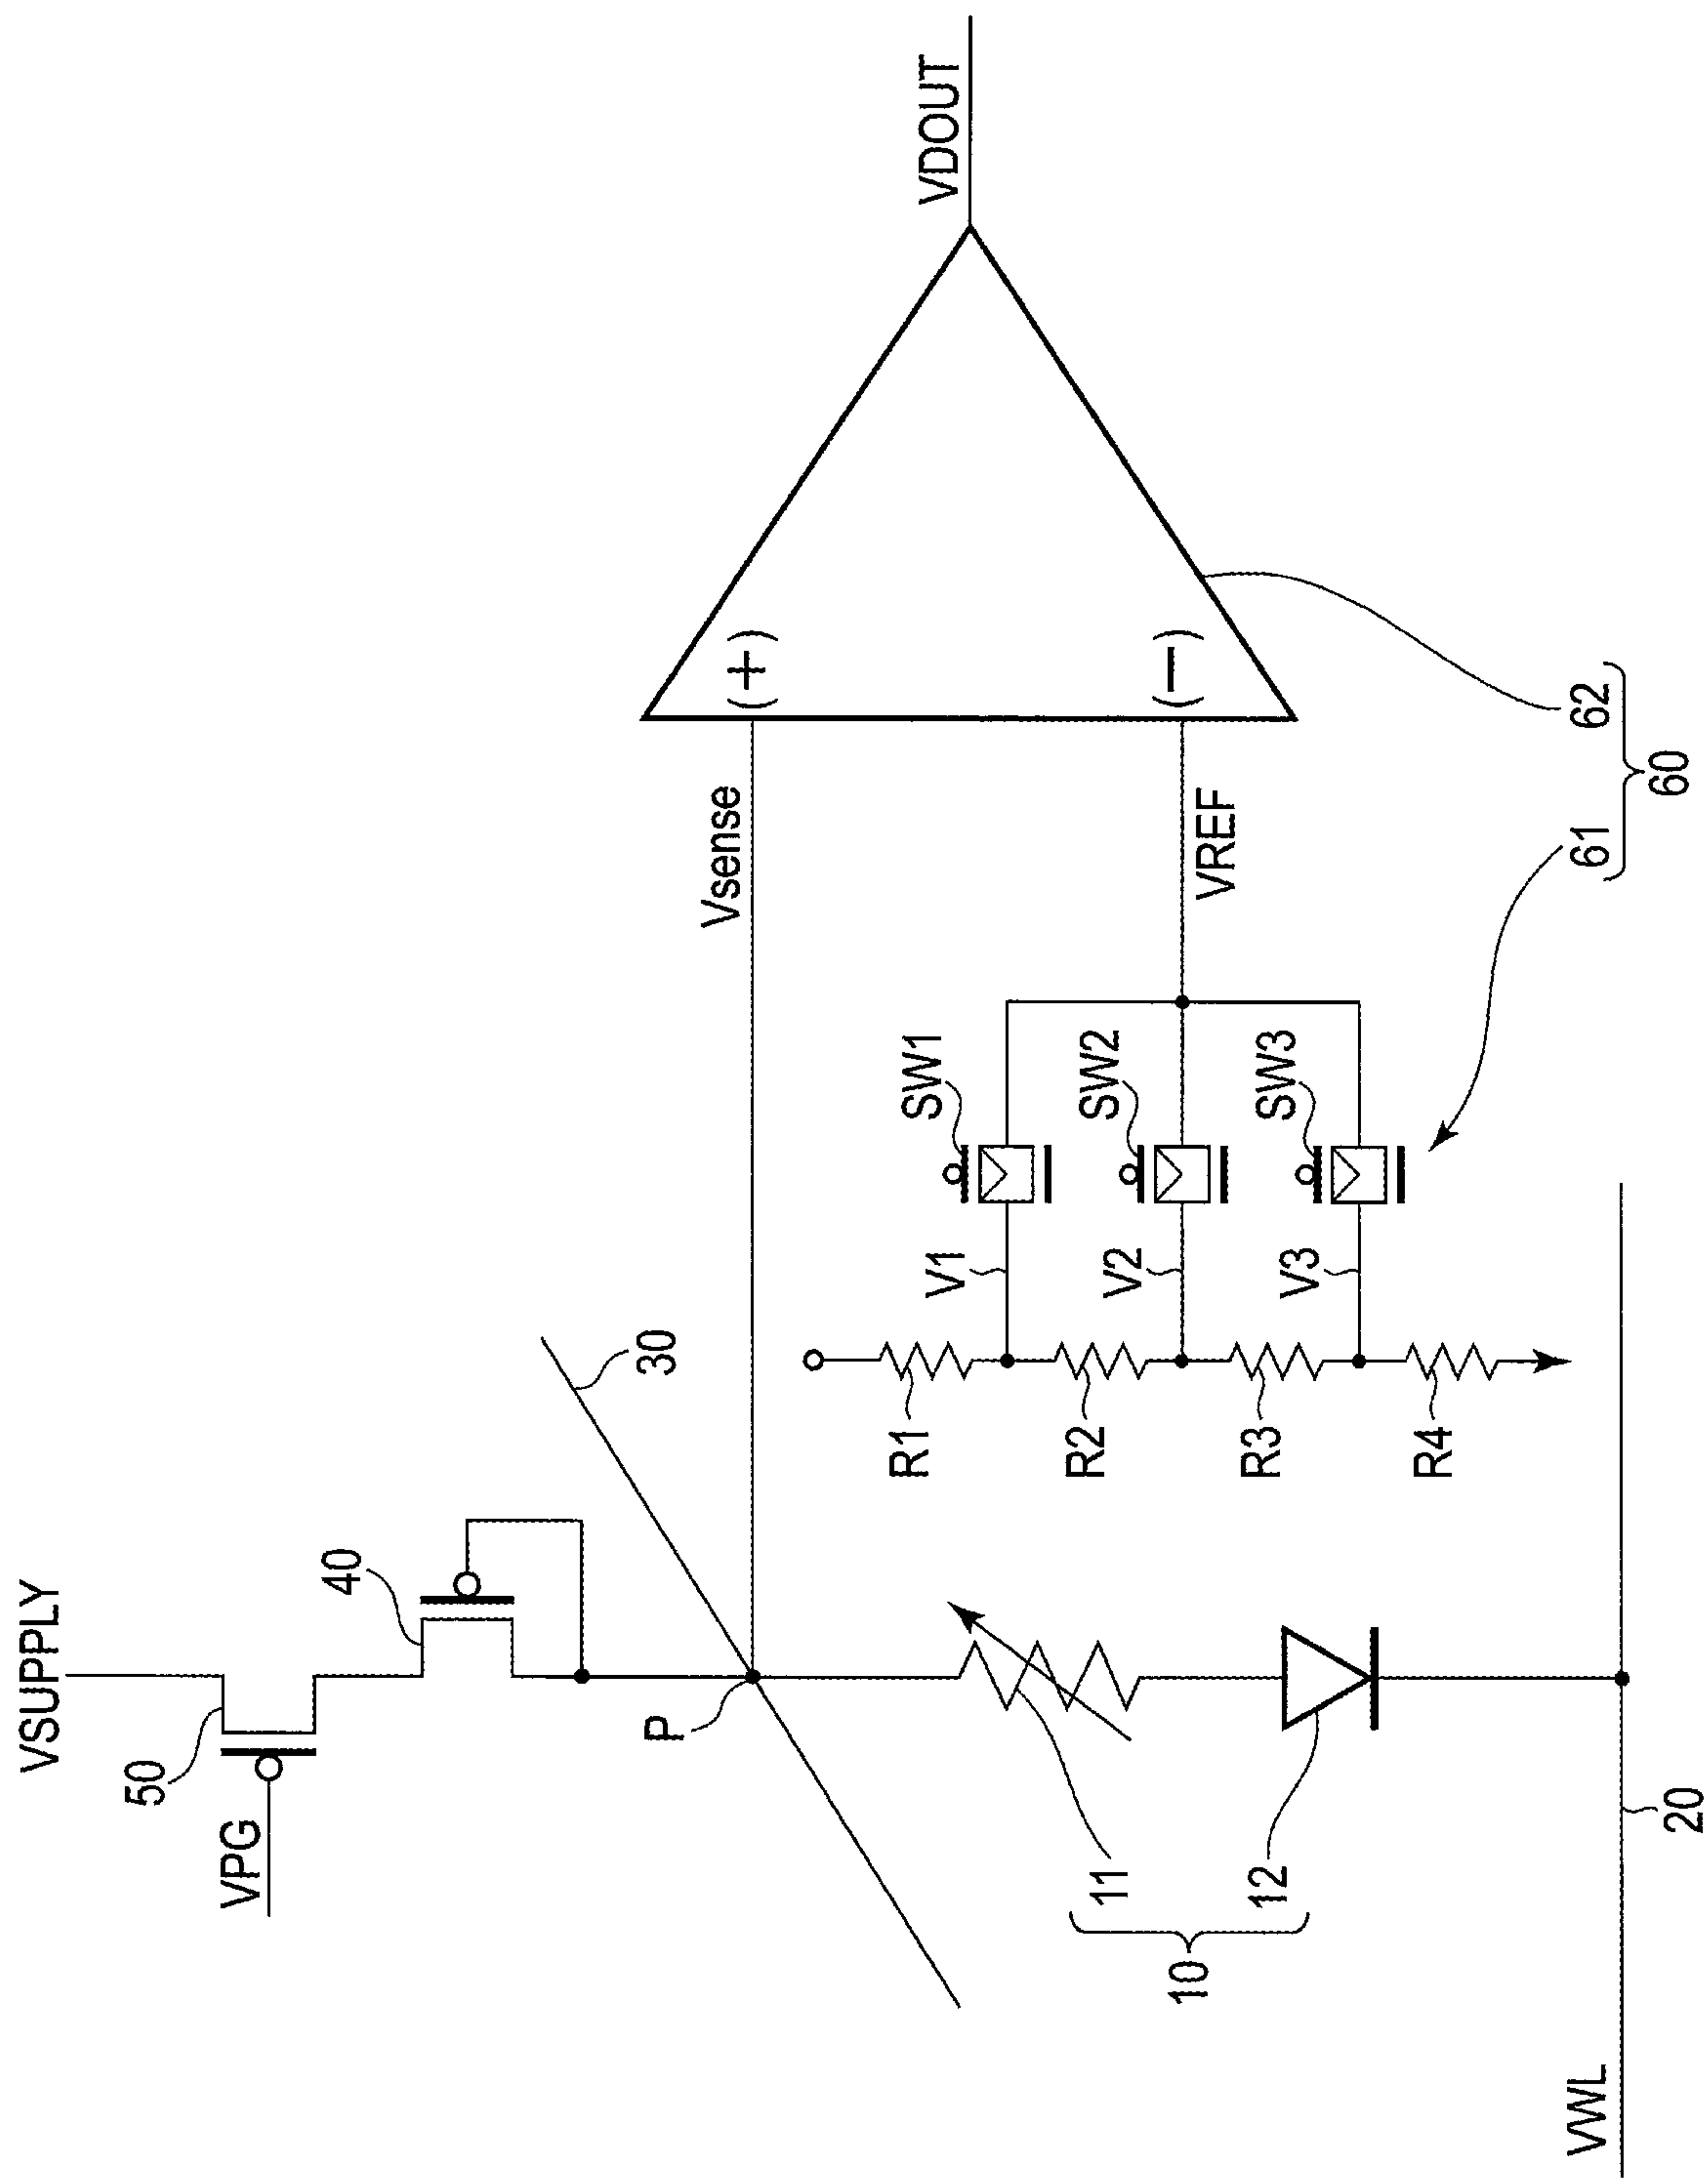 VSUPPLY
50
VPG
40
P
30
Vsense
(+)
(−)
VDOUT
VREF
62
61
60
SW1
SW2
SW3
V1
V2
V3
R1
R2
R3
R4
11
12
10
20
VWL